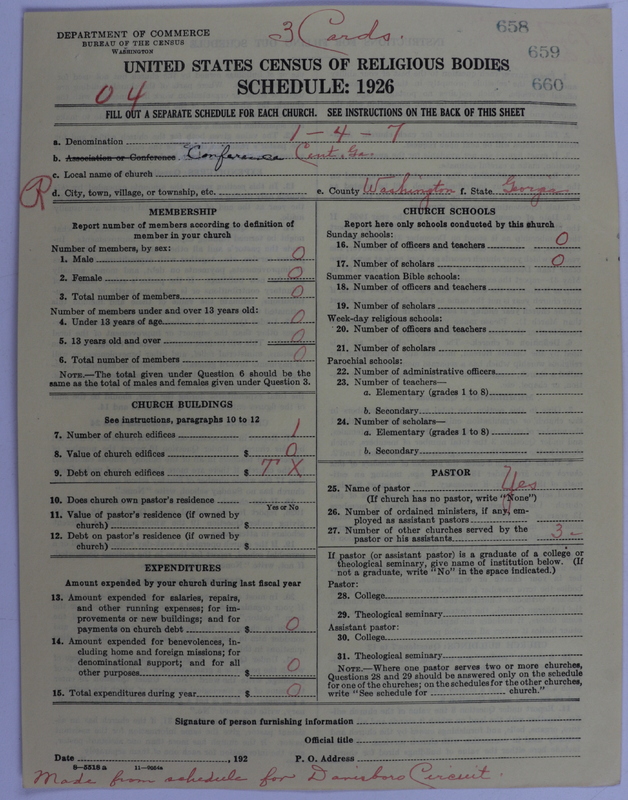 DEPARTMENT OF COMMERCE
BUREAU OF THE CENSUS
WASHINGTON
3 Cards.
658
659
660
UNITED STATES CENSUS OF RELIGIOUS BODIES
SCHEDULE: 1926
04
FILL OUT A SEPARATE SCHEDULE FOR EACH CHURCH. SEE INSTRUCTIONS ON THE BACK OF THIS SHEET
a. Denomination 1-4-7
b. Association or Conference Conference Cent. Ga.
c. Local name of church
R
d. City, town, village, or township, etc. e. County Washington f. State Georgia
MEMBERSHIP
Report number of members according to definition of
member in your church
Number of members, by sex:
1. Male 0
2. Female 0
3. Total number of members 0
Number of members under and over 13 years old:
4. Under 13 years of age 0
5. 13 years old and over 0
6. Total number of members 0
NOTE.—The total given under Question 6 should be
same as the total of males and females given under Question 3.
CHURCH BUILDINGS
See instructions, paragraphs 10 to 12
7. Number of church edifices 1
8. Value of church edifices $ 0
9. Debt on church edifices $ T X
10. Does church own pastor's residence
Yes or No
11. Value of pastor's residence (if owned by
church) $
12. Debt on pastor's residence (if owned by
church) $
EXPENDITURES
Amount expended by your church during last fiscal year
13. Amount expended for salaries, repairs,
and other running expenses; for im-
provements or new buildings; and for
payments on church debt $ 0
14. Amount expended for benevolences, in-
cluding home and foreign missions; for
denominational support; and for all
other purposes $ 0
15. Total expenditures during year $ 0
CHURCH SCHOOLS
Report here only schools conducted by this church
Sunday schools:
16. Number of officers and teachers 0
17. Number of scholars 0
Summer vacation Bible schools:
18. Number of officers and teachers
19. Number of scholars
Week-day religious schools:
20. Number of officers and teachers
21. Number of scholars
Parochial schools:
22. Number of administrative officers
23. Number of teachers—
a. Elementary (grades 1 to 8)
b. Secondary
24. Number of scholars—
a. Elementary (grades 1 to 8)
b. Secondary
PASTOR
25. Name of pastor Yes
(If church has no pastor, write "None")
26. Number of ordained ministers, if any, em-
ployed as assistant pastors
27. Number of other churches served by the
pastor or his assistants 3-
If pastor (or assistant pastor) is a graduate of a college or
theological seminary, give name of institution below. (If
not a graduate, write "No" in the space indicated.)
Pastor:
28. College
29. Theological seminary
Assistant pastor:
30. College
31. Theological seminary
NOTE.—Where one pastor serves two or more churches,
Questions 28 and 29 should be answered only on the schedule
for one of the churches; on the schedules for the other churches,
write "See schedule for church."
Signature of person furnishing information
Official title
Date , 192 P. O. Address
8-5518 a
Made from schedule for Davisboro Circuit.